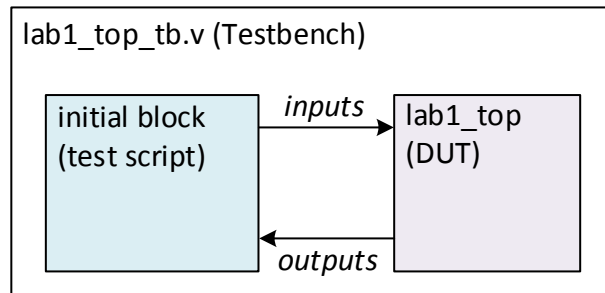 lab1_top_tb.v (Testbench)
initial block
(test script)
inputs
lab1_top
(DUT)
outputs